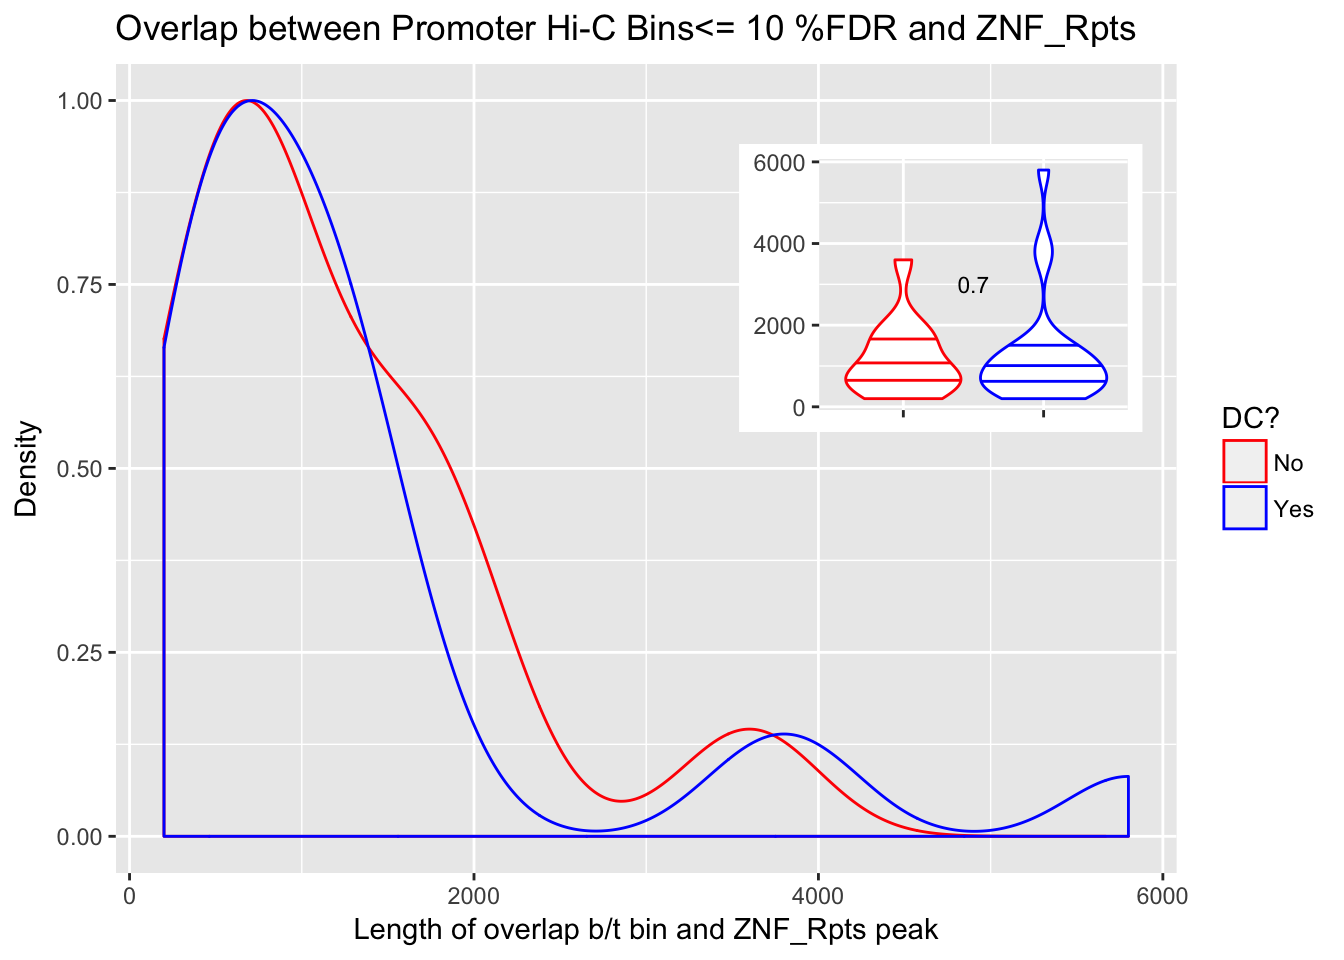 Overlap between Promoter Hi-C Bins<= 10 %FDR and ZNF_Rpts
1.00
0.75
0.50
0.25
0.00
Density
0
2000
4000
6000
Length of overlap b/t bin and ZNF_Rpts peak
6000
4000
2000
0
0.7
DC?
No
Yes